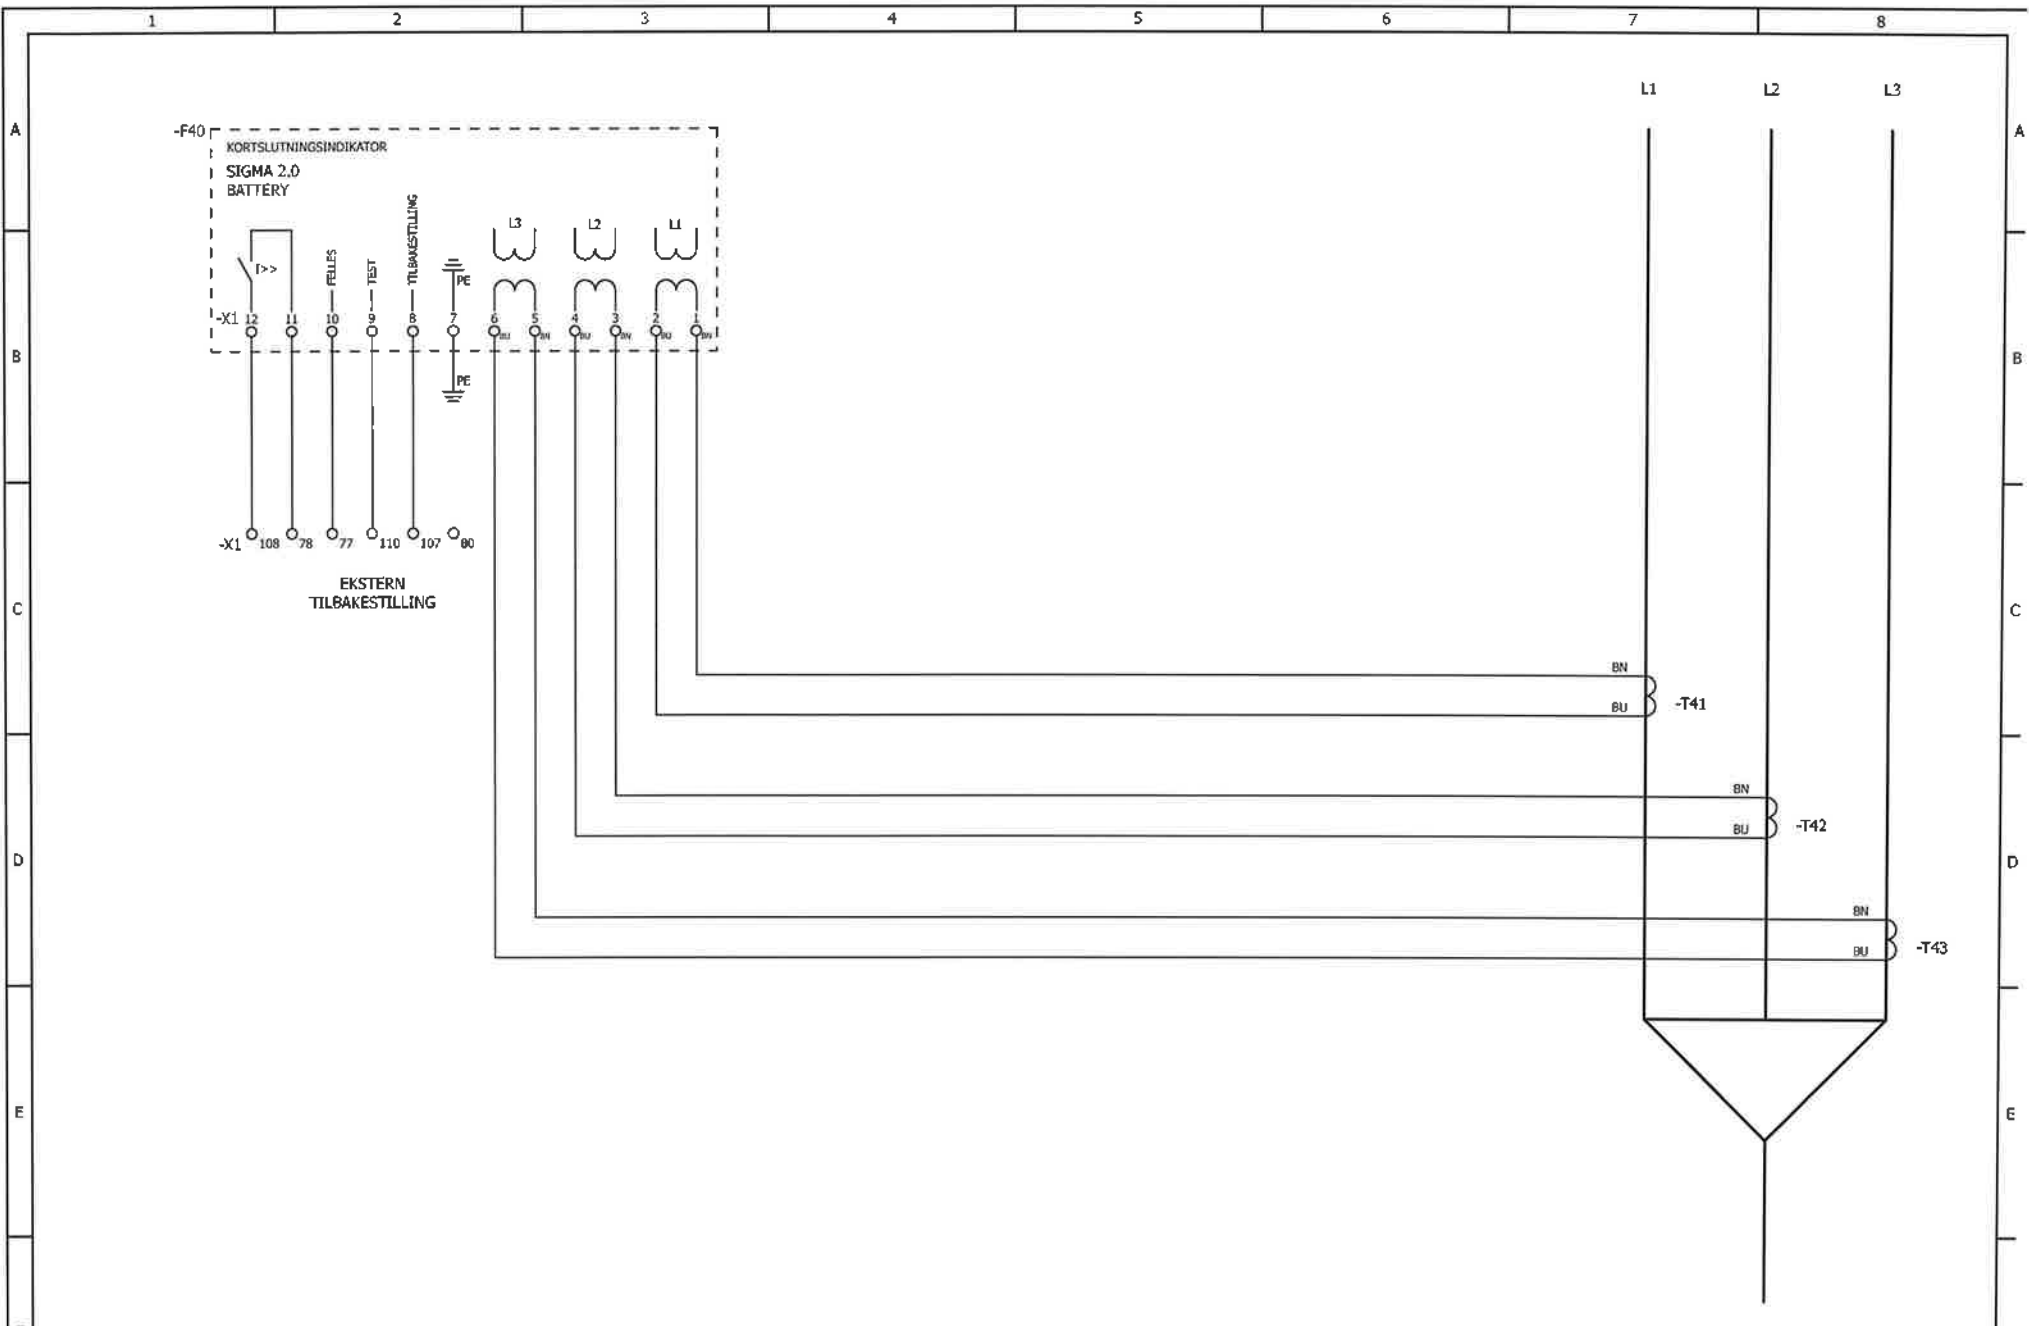 1 2 3 4 5 6 7 8
L1 L2 L3
A A
-F40
KORTSLUTNINGSINDIKATOR
SIGMA 2.0
BATTERY
L3 L2 L1
I>>
FELLES
TEST
TILBAKESTILLING
PE
-X1 12 11 10 9 8 7 6 5 4 3 2 1
BU BN BU BN BU BN
B B
PE
-X1 108 78 77 110 107 80
EKSTERN
TILBAKESTILLING
C C
BN
BU -T41
BN
BU -T42
D D
BN
BU -T43
E E